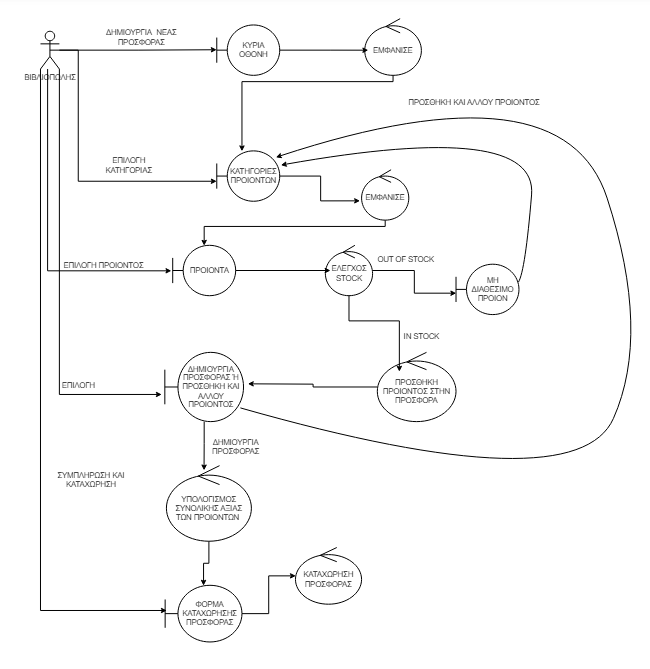 ΔΗΜΙΟΥΡΓΙΑ ΝΕΑΣ
ΠΡΟΣΦΟΡΑΣ
ΚΥΡΙΑ
ΟΘΟΝΗ
ΕΜΦΑΝΙΣΕ
ΒΙΒΛΙΟΠΩΛΗΣ
ΠΡΟΣΘΗΚΗ ΚΑΙ ΑΛΛΟΥ ΠΡΟΙΟΝΤΟΣ
ΕΠΙΛΟΓΗ
ΚΑΤΗΓΟΡΙΑΣ
ΚΑΤΗΓΟΡΙΕΣ
ΠΡΟΙΟΝΤΩΝ
ΕΜΦΑΝΙΣΕ
ΕΠΙΛΟΓΗ ΠΡΟΙΟΝΤΟΣ
ΠΡΟΙΟΝΤΑ
ΕΛΕΓΧΟΣ
STOCK
OUT OF STOCK
ΜΗ
ΔΙΑΘΕΣΙΜΟ
ΠΡΟΙΟΝ
IN STOCK
ΕΠΙΛΟΓΗ
ΔΗΜΙΟΥΡΓΙΑ
ΠΡΟΣΦΟΡΑΣ Ή
ΠΡΟΣΘΗΚΗ ΚΑΙ
ΑΛΛΟΥ
ΠΡΟΙΟΝΤΟΣ
ΠΡΟΣΘΗΚΗ
ΠΡΟΙΟΝΤΟΣ ΣΤΗΝ
ΠΡΟΣΦΟΡΑ
ΔΗΜΙΟΥΡΓΙΑ
ΠΡΟΣΦΟΡΑΣ
ΣΥΜΠΛΗΡΩΣΗ ΚΑΙ
ΚΑΤΑΧΩΡΗΣΗ
ΥΠΟΛΟΓΙΣΜΟΣ
ΣΥΝΟΛΙΚΗΣ ΑΞΙΑΣ
ΤΩΝ ΠΡΟΙΟΝΤΩΝ
ΚΑΤΑΧΩΡΗΣΗ
ΠΡΟΣΦΟΡΑΣ
ΦΟΡΜΑ
ΚΑΤΑΧΩΡΗΣΗΣ
ΠΡΟΣΦΟΡΑΣ